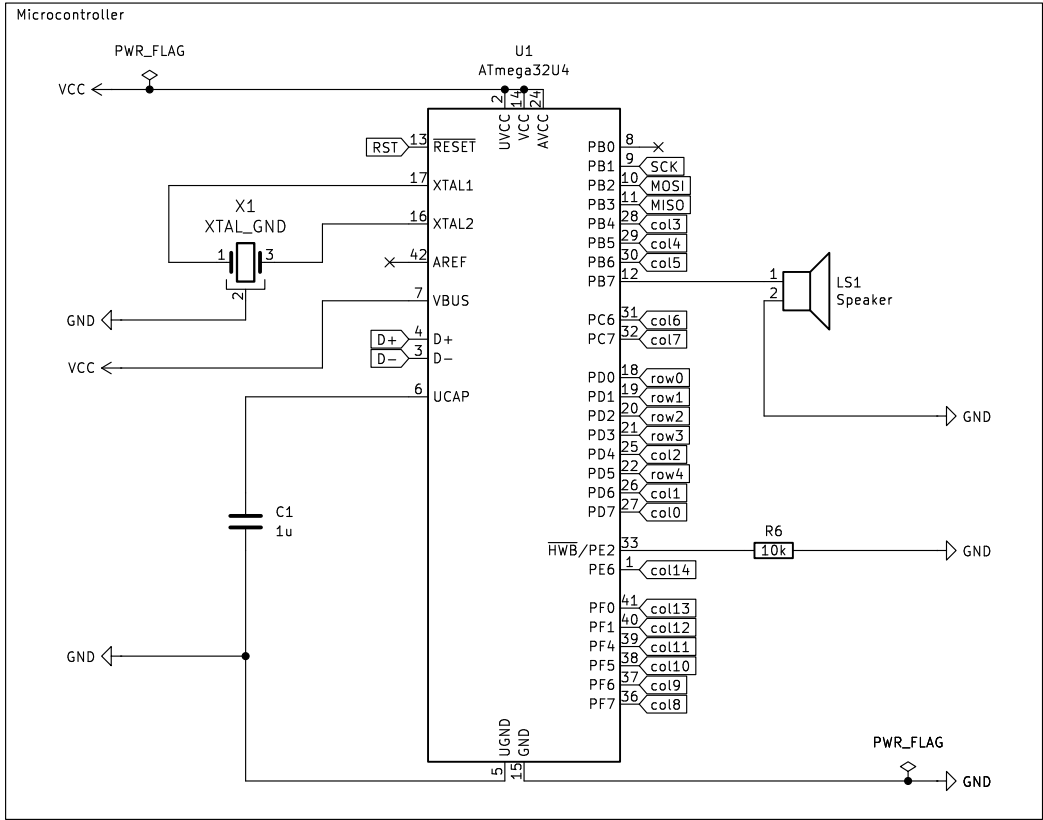 Microcontroller
PWR_FLAG
VCC
U1
ATmega32U4
2
14
24
UVCC
VCC
AVCC
RST
13
RESET
17
XTAL1
X1
XTAL_GND
1
3
2
16
XTAL2
42
AREF
7
VBUS
GND
D+
4
D+
D-
3
D-
VCC
6
UCAP
C1
1u
GND
PB0
8
PB1
9
SCK
PB2
10
MOSI
PB3
11
MISO
PB4
28
col3
PB5
29
col4
PB6
30
col5
PB7
12
1
2
LS1
Speaker
PC6
31
col6
PC7
32
col7
PD0
18
row0
PD1
19
row1
PD2
20
row2
PD3
21
row3
PD4
25
col2
PD5
22
row4
PD6
26
col1
PD7
27
col0
GND
HWB/PE2
33
R6
10k
GND
PE6
1
col14
PF0
41
col13
PF1
40
col12
PF4
39
col11
PF5
38
col10
PF6
37
col9
PF7
36
col8
UGND
GND
5
15
PWR_FLAG
GND